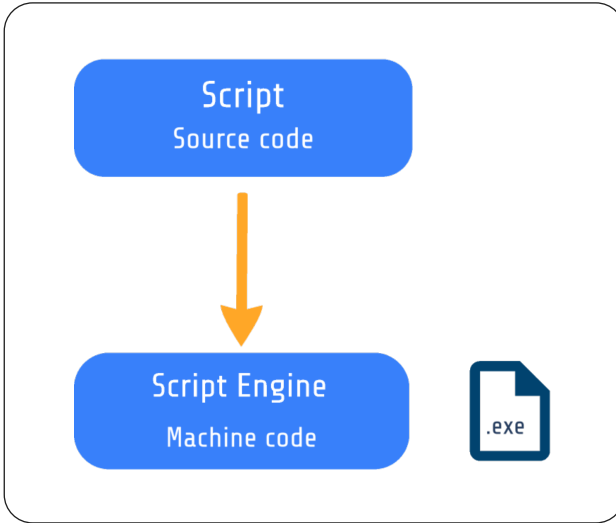 Script
Source code
Script Engine
Machine code
.exe